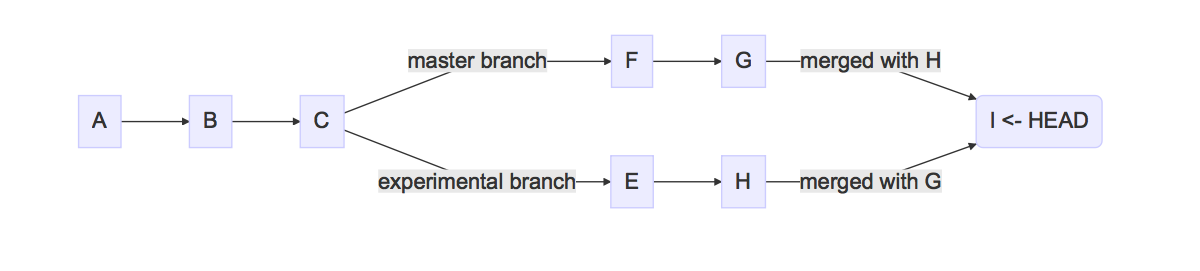 A
B
C
master branch
F
G
merged with H
experimental branch
E
H
merged with G
I <- HEAD